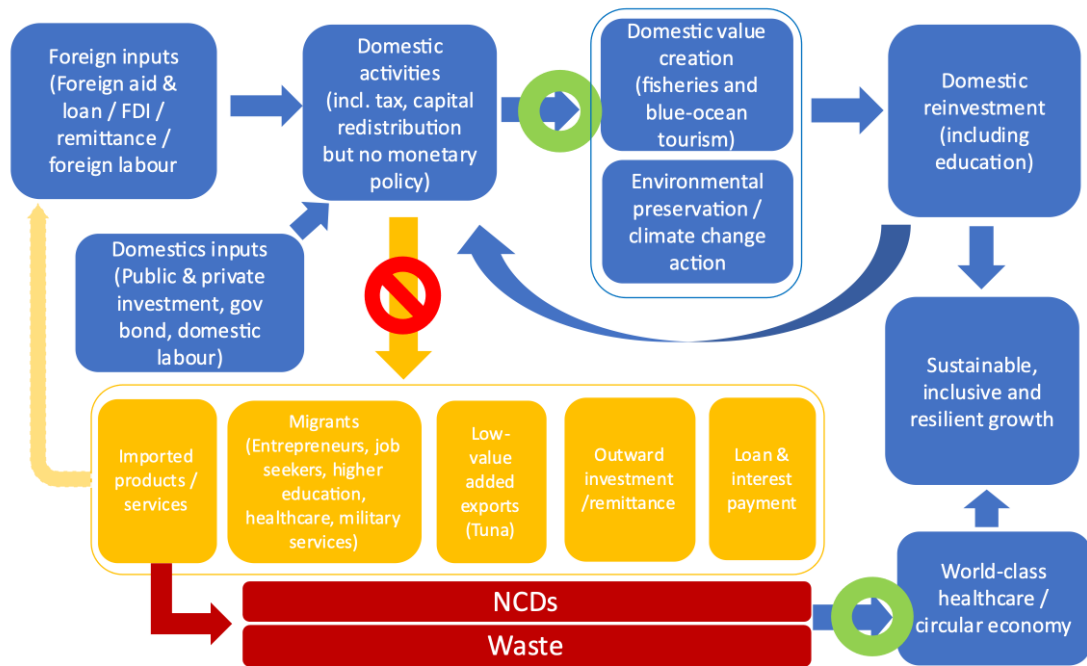 Foreign inputs
(Foreign aid &
loan / FDI /
remittance /
foreign labour
Domestic
activities
(incl. tax, capital
redistribution
but no monetary
policy)
Domestic value
creation
(fisheries and
blue-ocean
tourism)
Environmental
preservation /
climate change
action
Domestic
reinvestment
(including
education)
Domestics inputs
(Public & private
investment, gov
bond, domestic
labour)
Sustainable,
inclusive and
resilient growth
Imported
products /
services
Migrants
(Entrepreneurs, job
seekers, higher
education,
healthcare, military
services)
Low-
value
added
exports
(Tuna)
Outward
investment
/remittance
Loan &
interest
payment
NCDs
Waste
World-class
healthcare /
circular economy